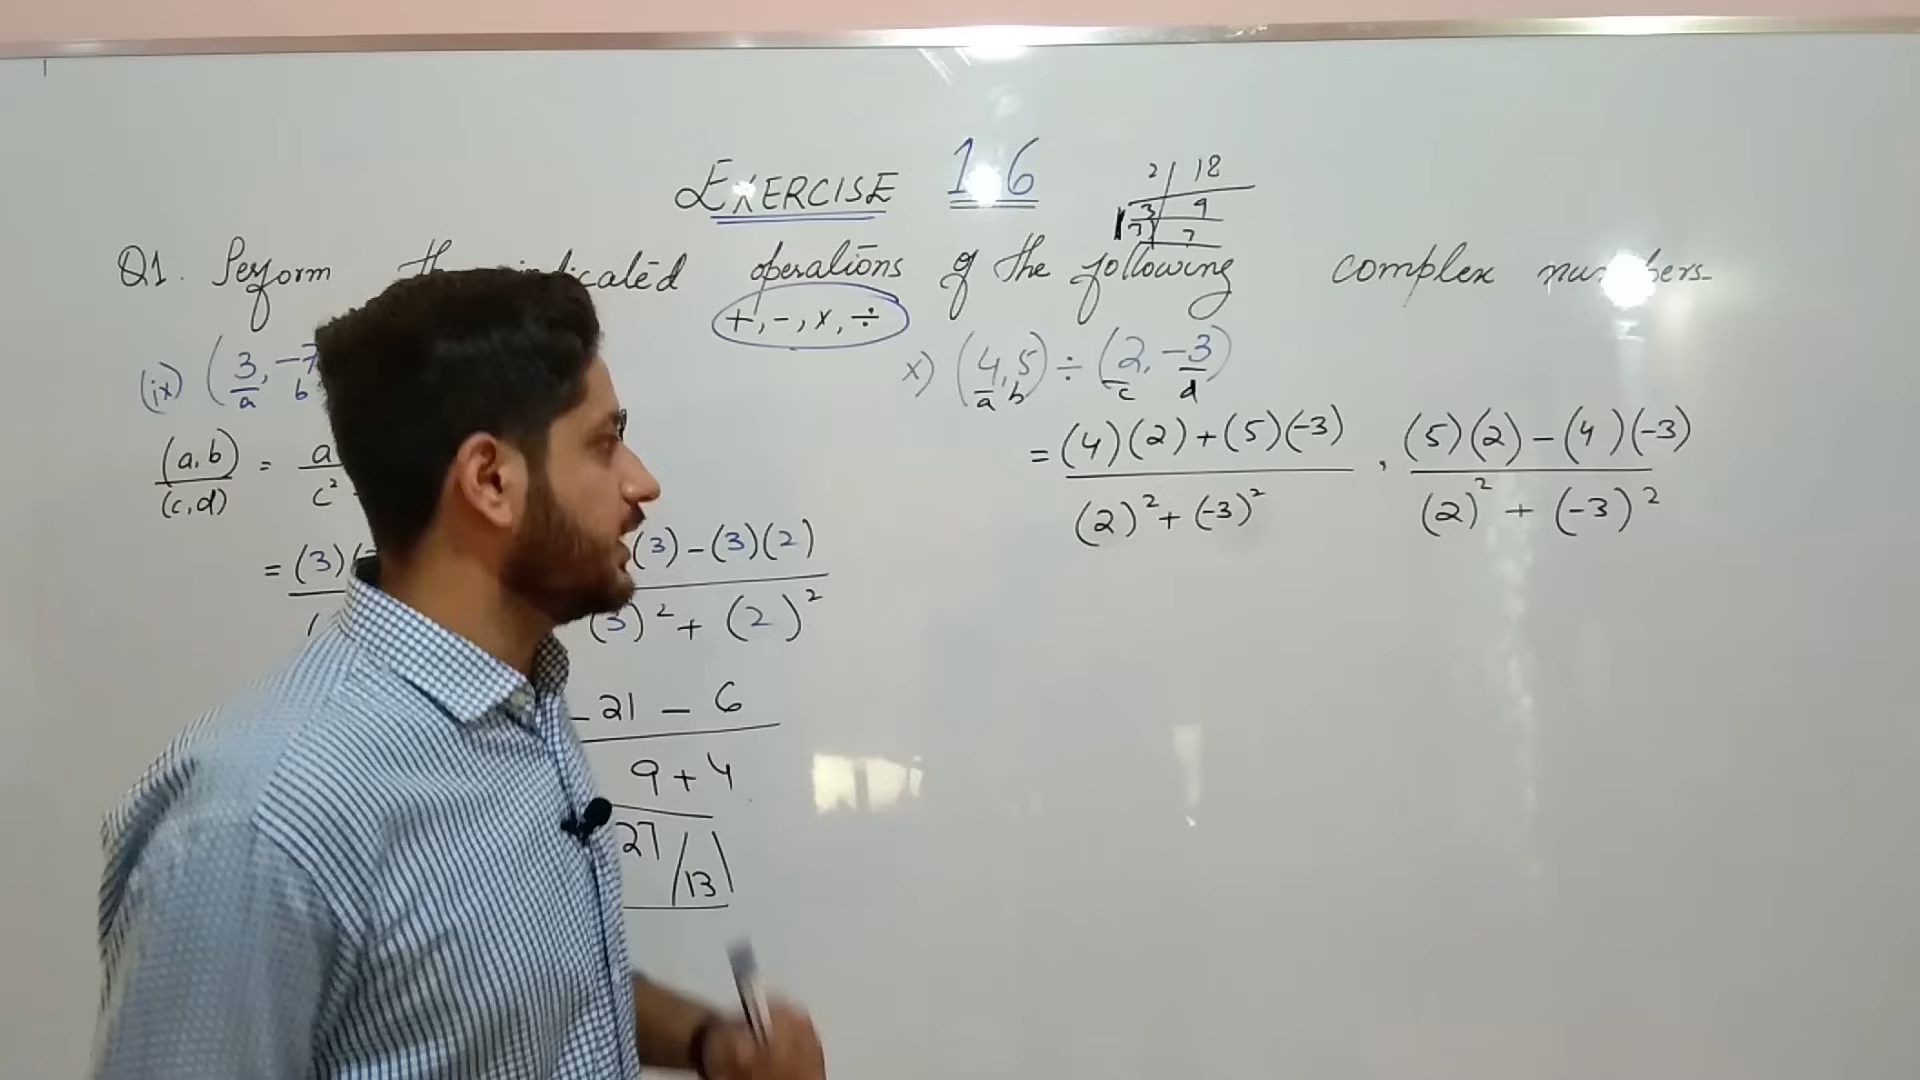 EXERCISE 1.6
2 | 18
3 | 9
Q1. Perform the indicated operations of the following complex numbers.
+, -, ×, ÷
(ix) (3, -7
a b
x) (4,5) ÷ (2, -3)
a b c d
= (4)(2)+(5)(-3) / (2)²+(-3)² , (5)(2)-(4)(-3) / (2)² + (-3)²
(a,b) / (c,d) = a / c²
= (3)( (3)-(3)(2)
(3)² + (2)²
-21 - 6
9+4
27/13